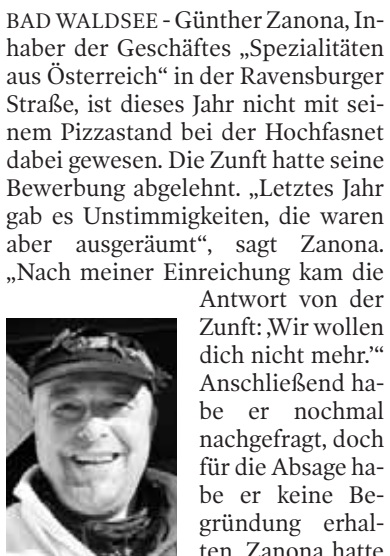 BAD WALDSEE - Günther Zanona, In-
haber der Geschäftes „Spezialitäten
aus Österreich“ in der Ravensburger
Straße, ist dieses Jahr nicht mit sei-
nem Pizzastand bei der Hochfasnet
dabei gewesen. Die Zunft hatte seine
Bewerbung abgelehnt. „Letztes Jahr
gab es Unstimmigkeiten, die waren
aber ausgeräumt“, sagt Zanona.
„Nach meiner Einreichung kam die
Antwort von der
Zunft: ‚Wir wollen
dich nicht mehr.’“
Anschließend ha-
be er nochmal
nachgefragt, doch
für die Absage ha-
be er keine Be-
gründung erhal-
ten. Zanona hatte